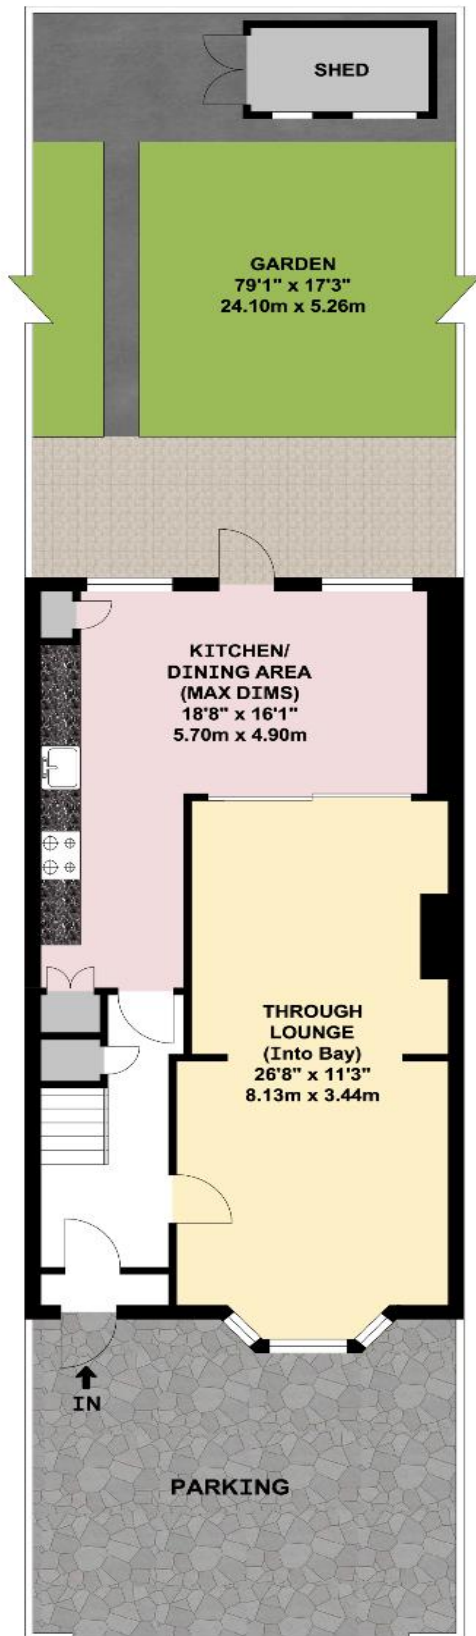 SHED
GARDEN
79'1" x 17'3"
24.10m x 5.26m
KITCHEN/
DINING AREA
(MAX DIMS)
18'8" x 16'1"
5.70m x 4.90m
THROUGH
LOUNGE
(Into Bay)
26'8" x 11'3"
8.13m x 3.44m
IN
PARKING